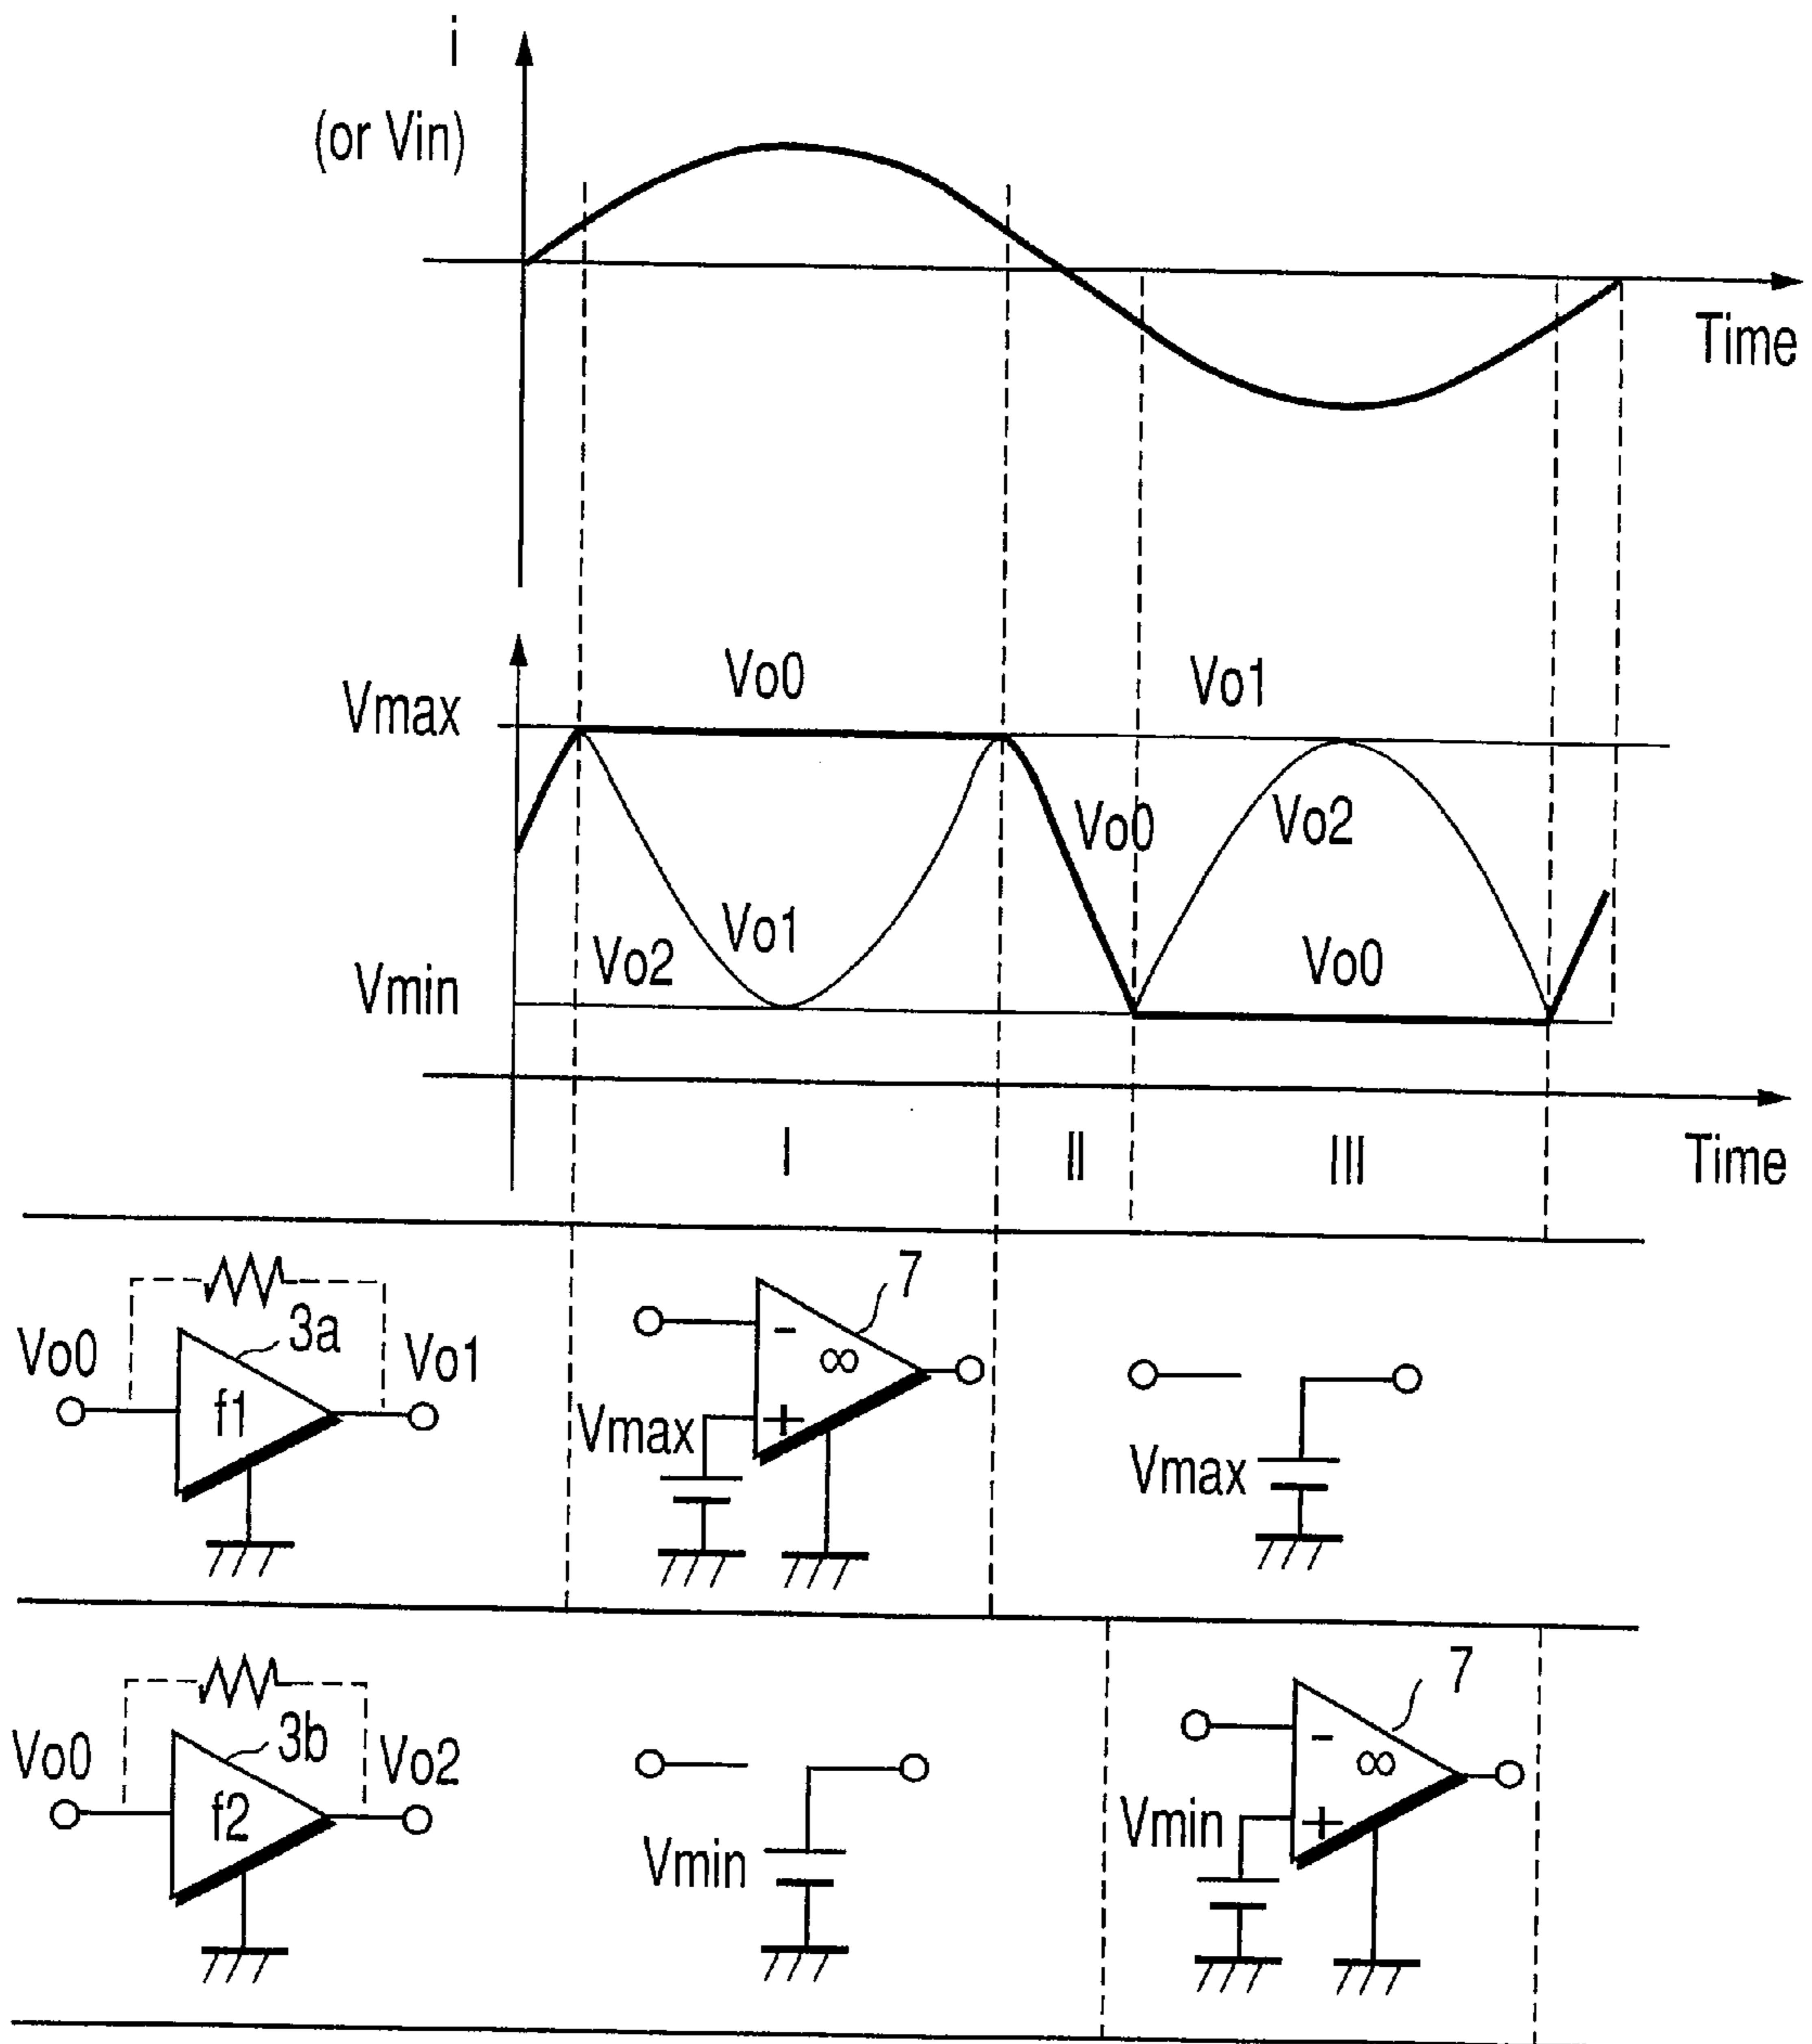 i
(or Vin)
Time
Vmax
Vo0
Vo1
Vo0
Vo2
Vo2
Vo1
Vo0
Vmin
I
II
III
Time
Vo0
3a
f1
Vo1
7
-
∞
+
Vmax
Vmax
Vo0
3b
f2
Vo2
Vmin
7
-
∞
+
Vmin